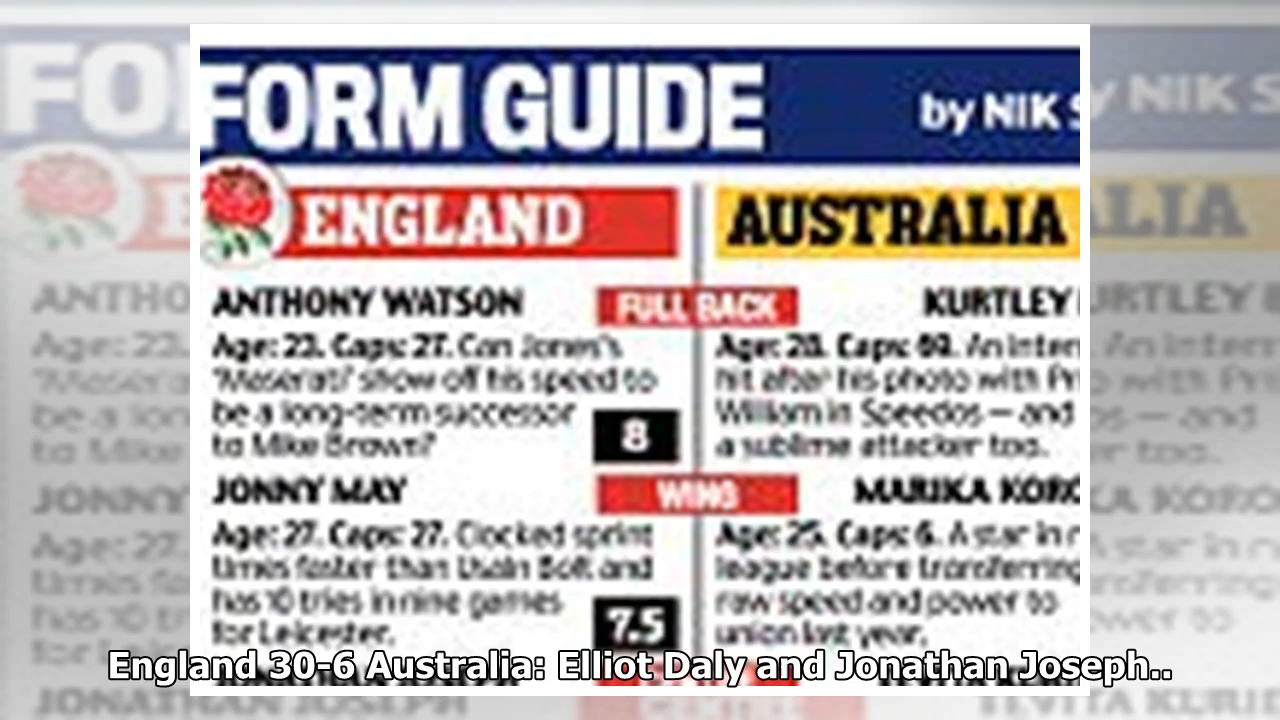 FORM GUIDE by NIK S
ENGLAND AUSTRALIA
ANTHONY WATSON FULL BACK KURTLEY
Age: 23. Caps: 27. Can Jones's
'Maserati' show off his speed to
be a long-term successor
to Mike Brown?
8
Age: 28. Caps: 69. An intern
hit after his photo with Pri
William in Speedos — and
a sublime attacker too.
JONNY MAY WING MARIKA KORO
Age: 27. Caps: 27. Clocked sprint
times faster than Usain Bolt and
has 10 tries in nine games
for Leicester.
7.5
Age: 25. Caps: 6. A star in r
league before transferring
raw speed and power to
union last year.
England 30-6 Australia: Elliot Daly and Jonathan Joseph..